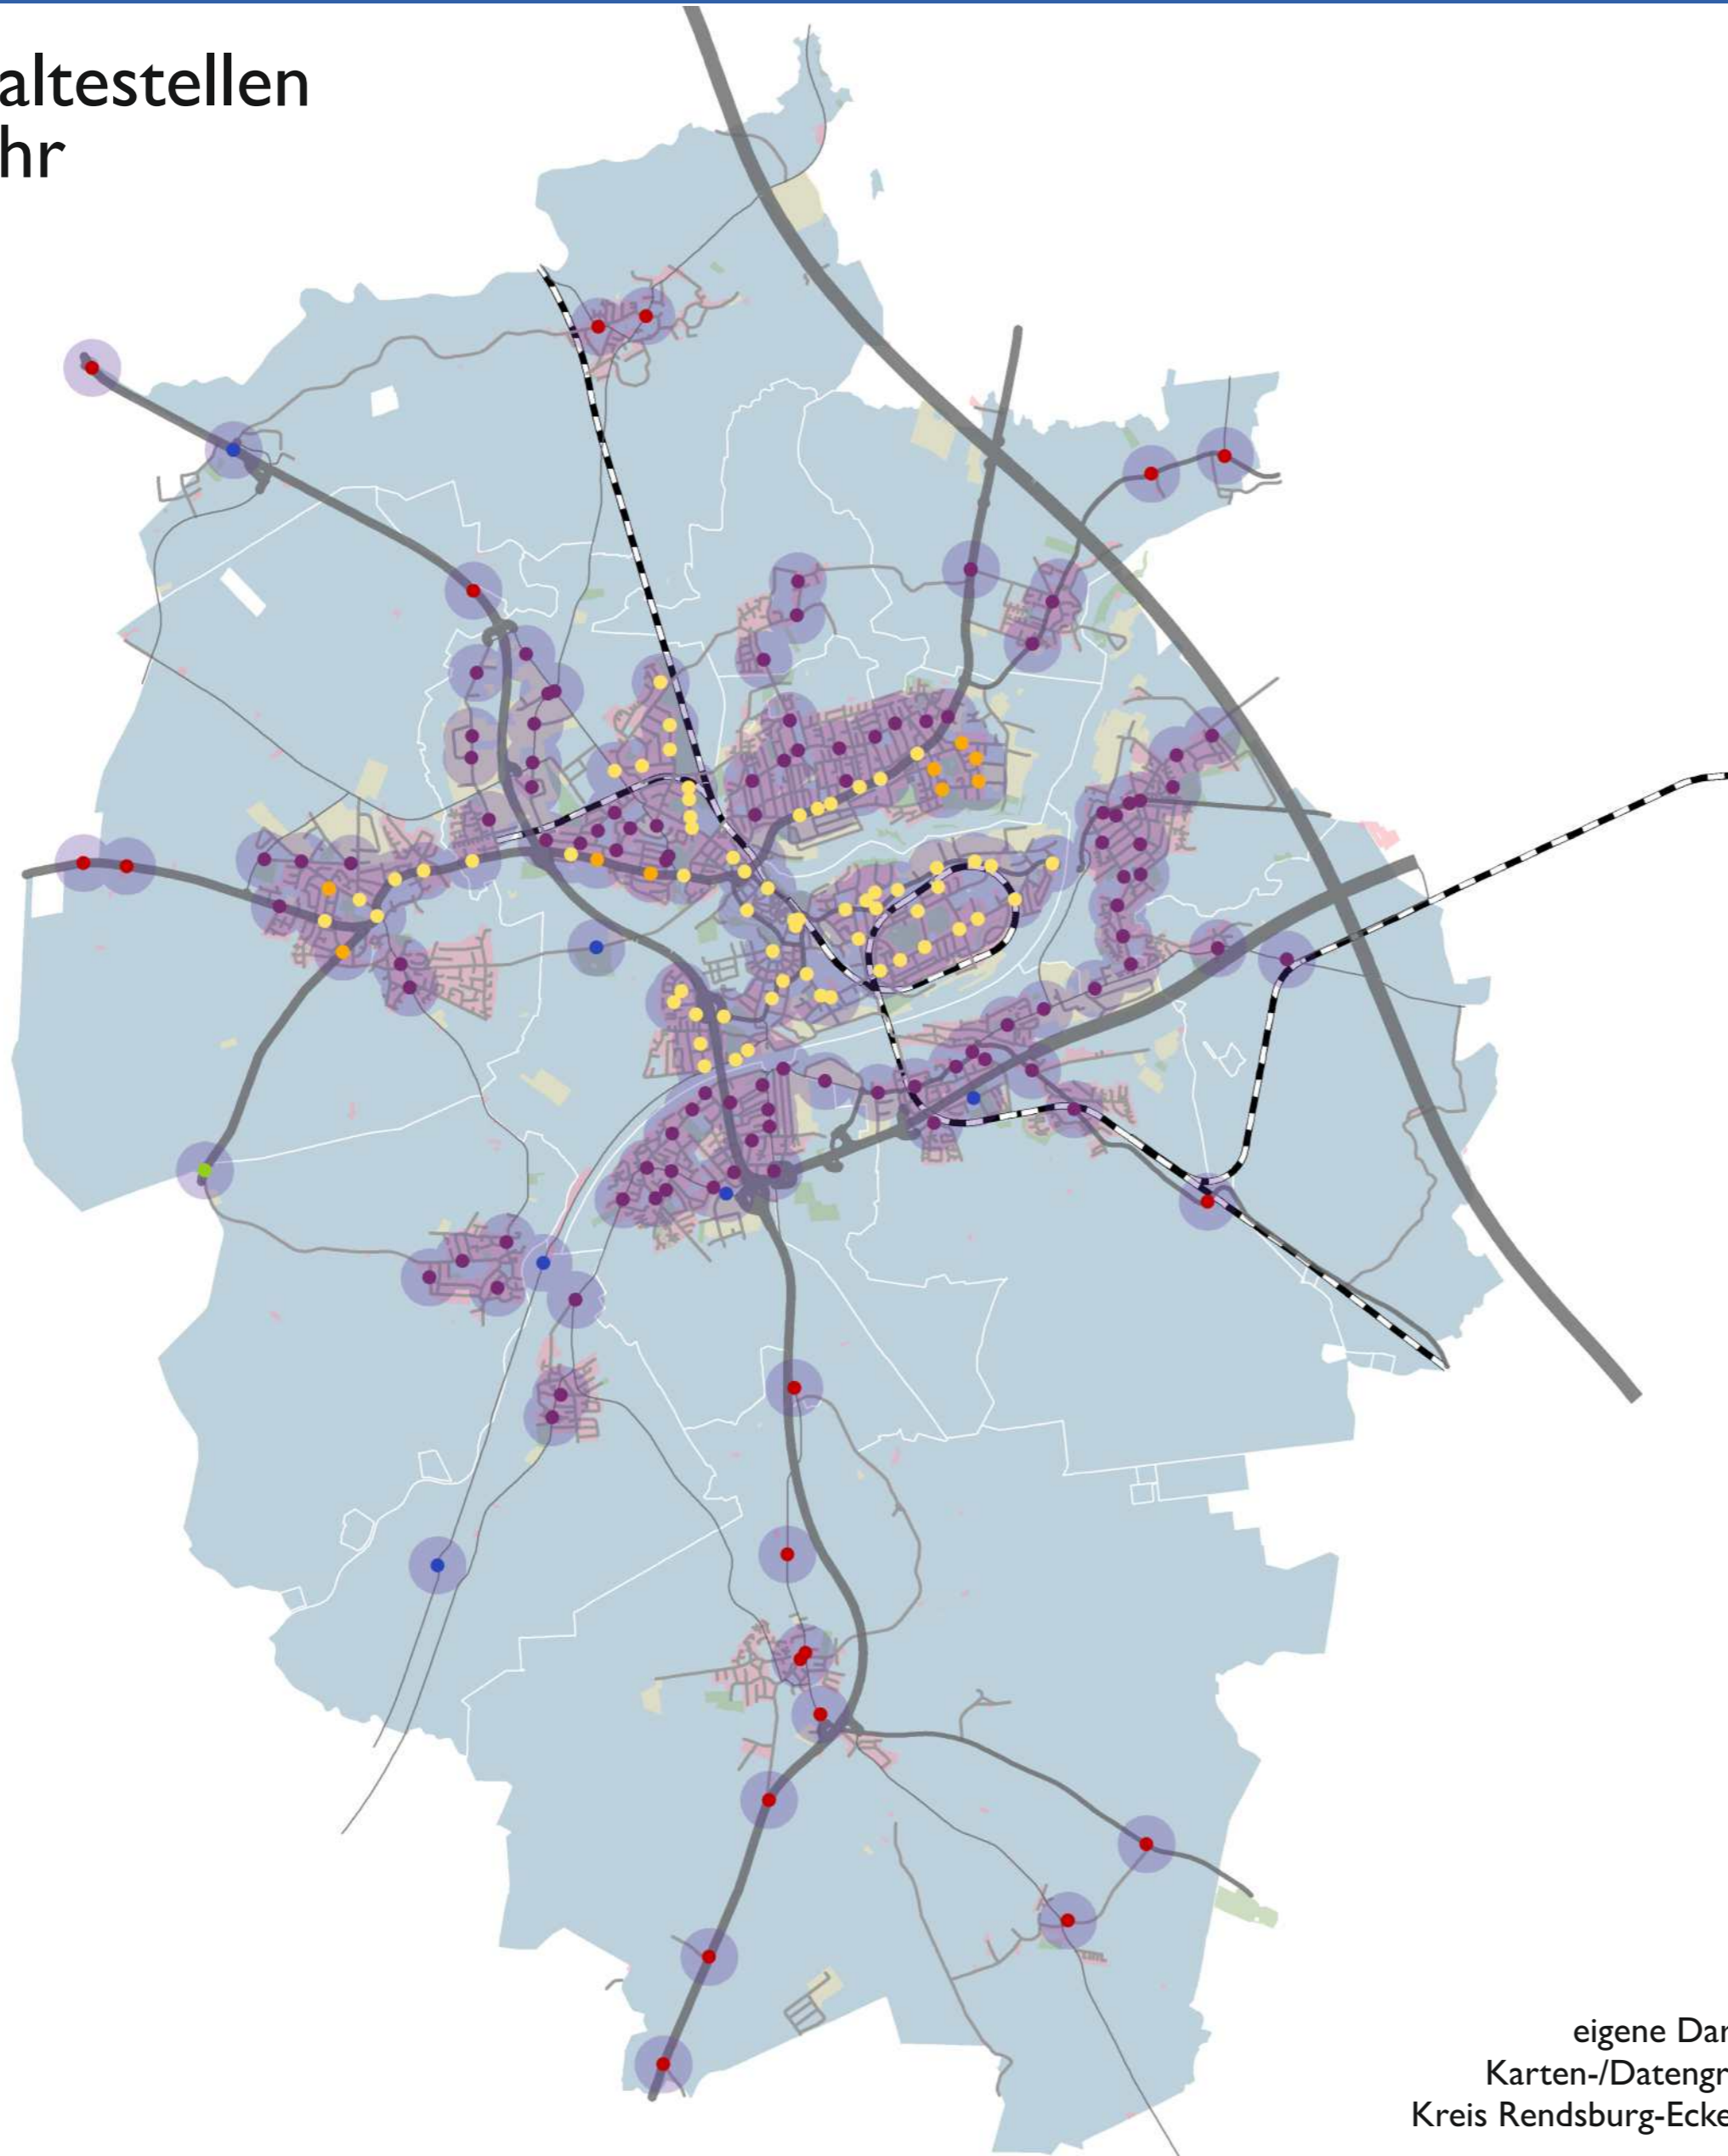 altestellen
hr
eigene Dar
Karten-/Datengr
Kreis Rendsburg-Ecke